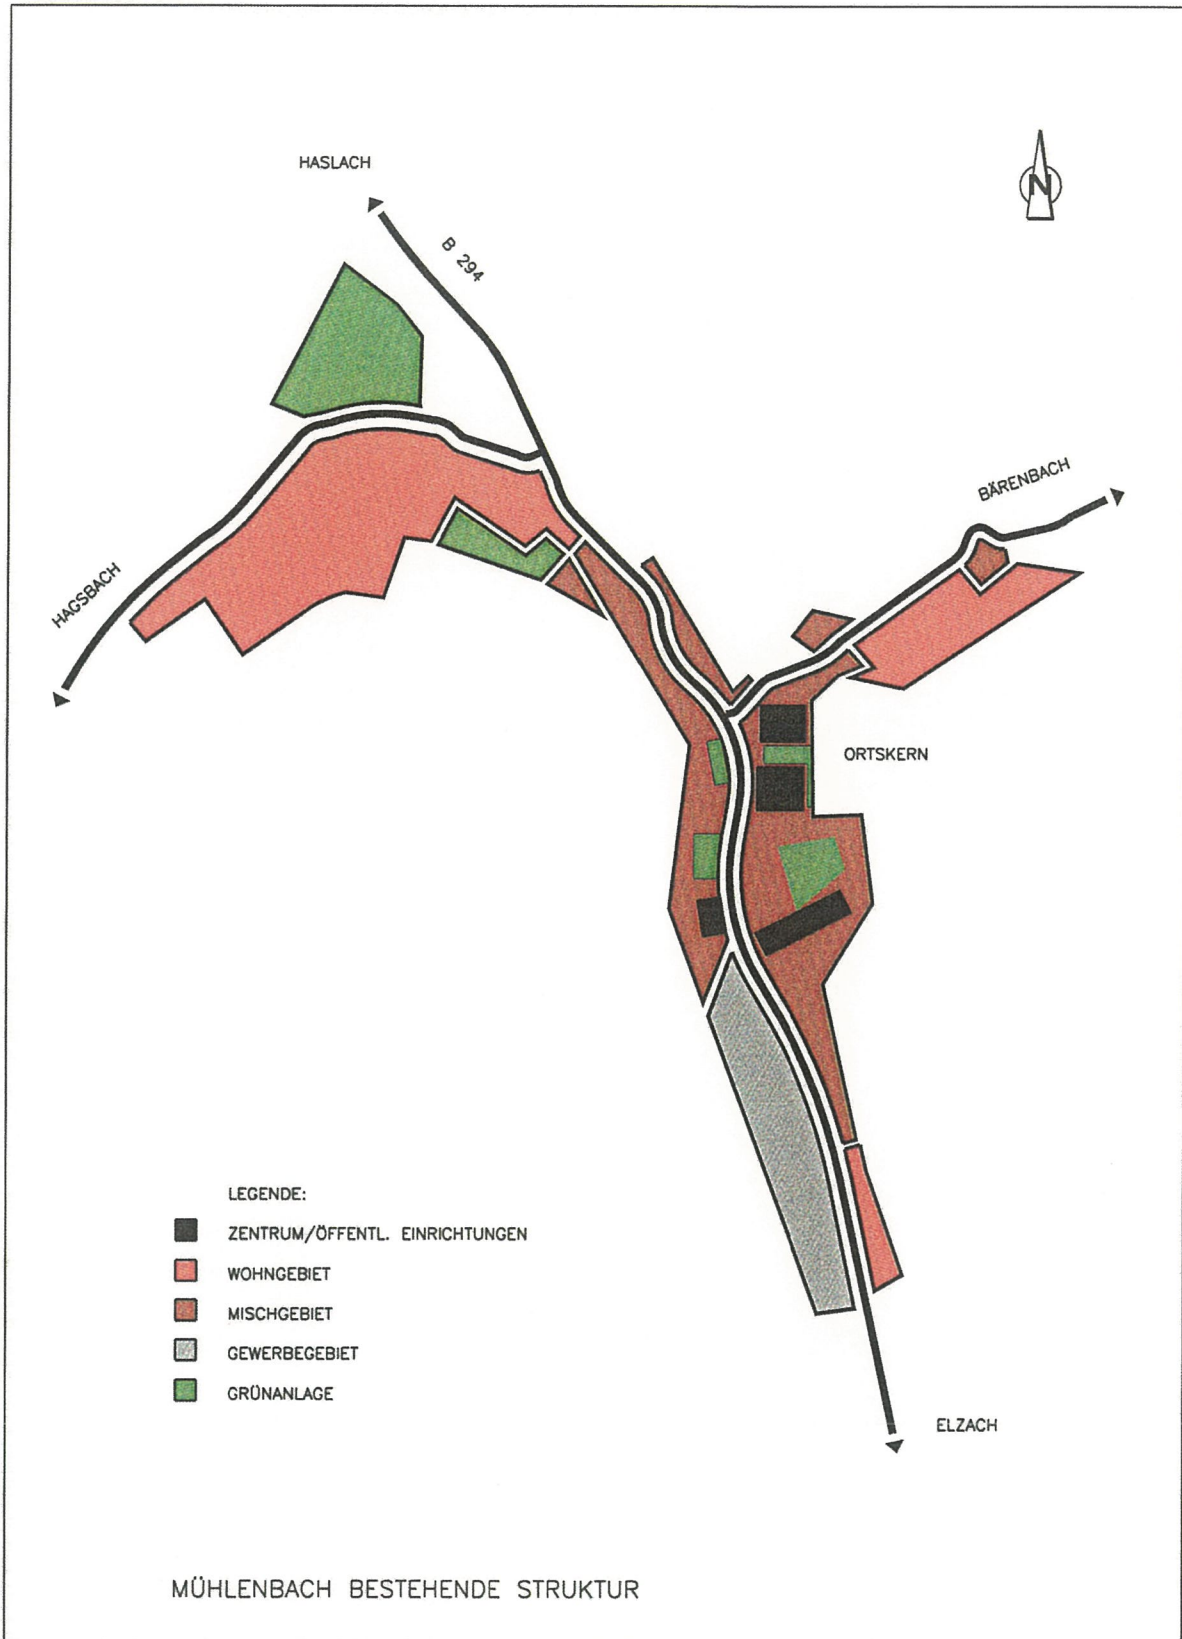 HASLACH
N
B 294
BÄRENBACH
HAGSBACH
ORTSKERN
LEGENDE:
ZENTRUM/ÖFFENTL. EINRICHTUNGEN
WOHNGEBIET
MISCHGEBIET
GEWERBEGEBIET
GRÜNANLAGE
ELZACH
MÜHLENBACH BESTEHENDE STRUKTUR